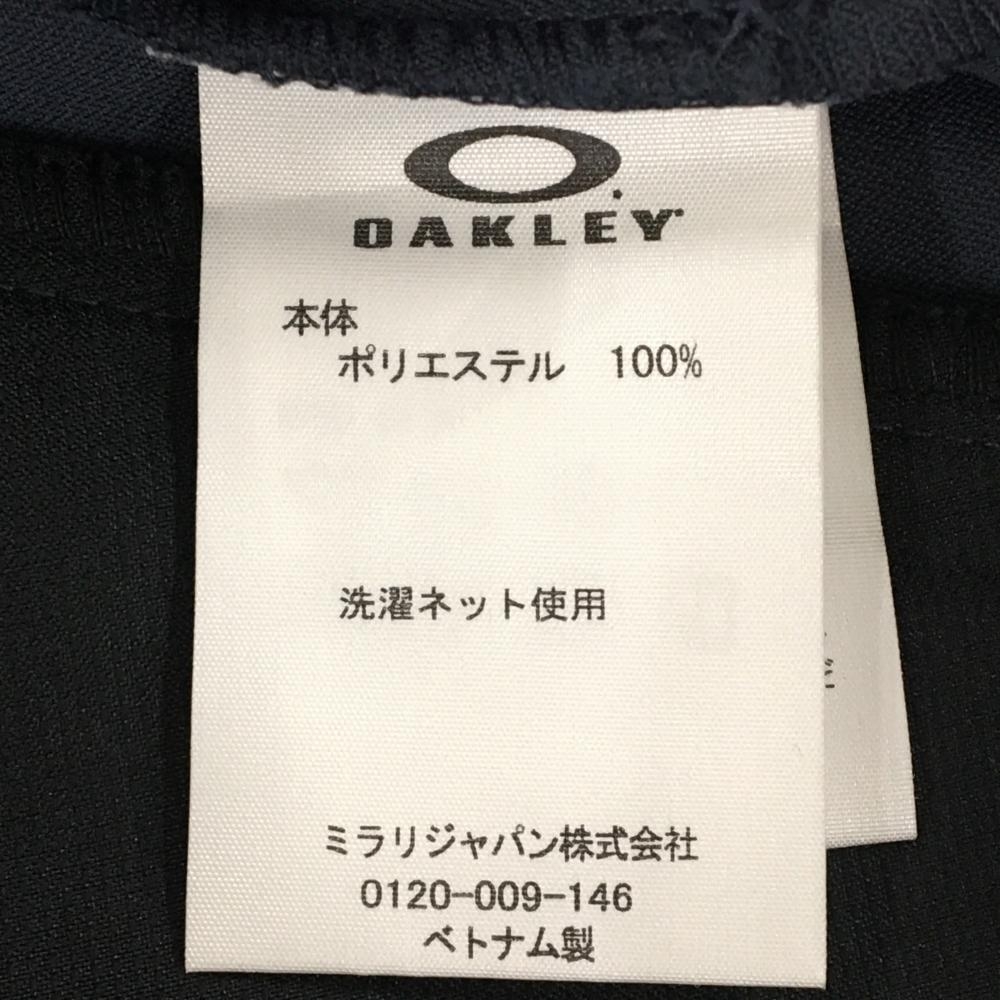 OAKLEY
本体
ポリエステル　100%
洗濯ネット使用
ミラリジャパン株式会社
0120-009-146
ベトナム製